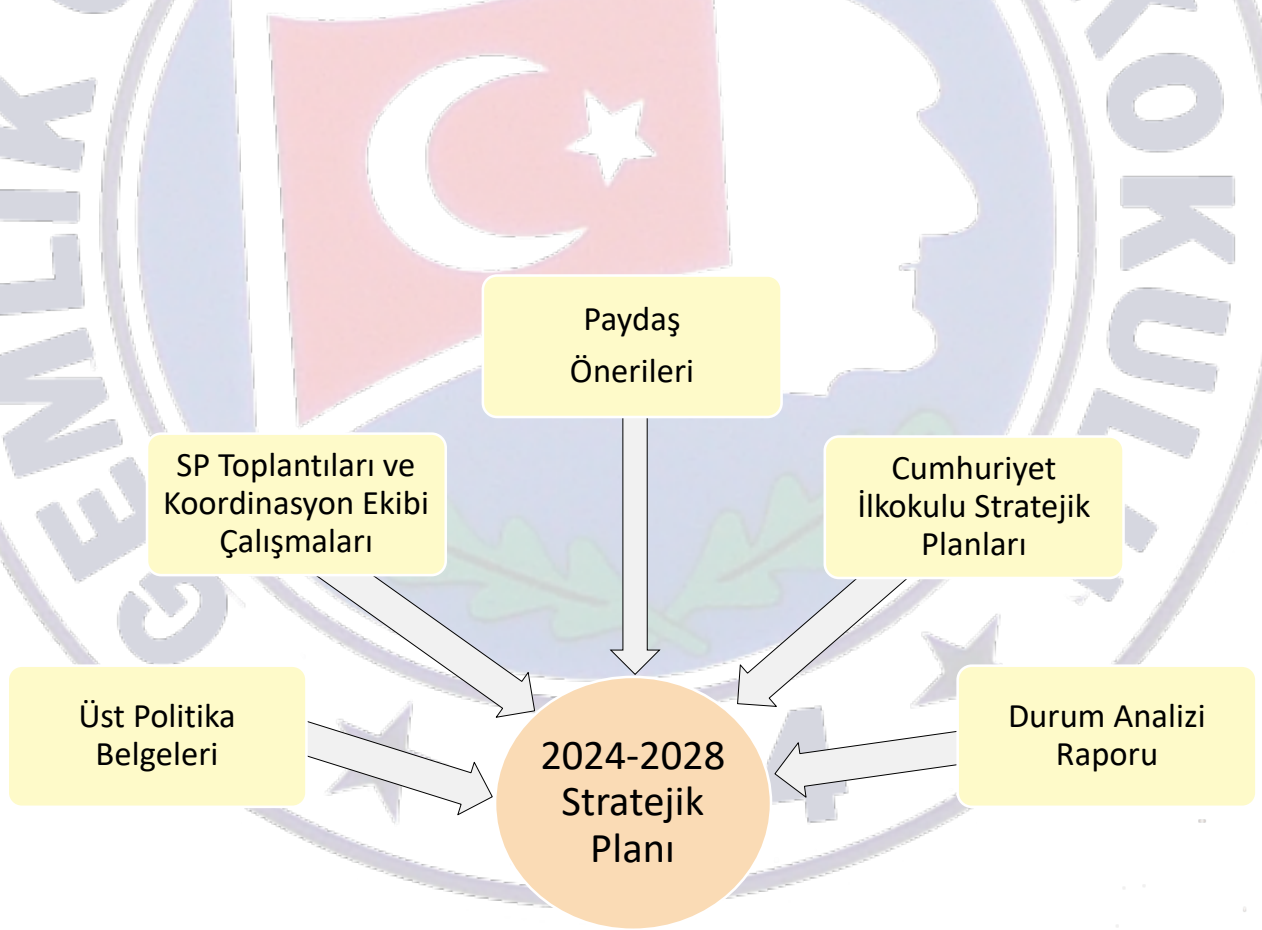 Paydaş
Önerileri
SP Toplantıları ve
Koordinasyon Ekibi
Çalışmaları
Cumhuriyet
İlkokulu Stratejik
Planları
Üst Politika
Belgeleri
Durum Analizi
Raporu
2024-2028
Stratejik
Planı
GEMLİK